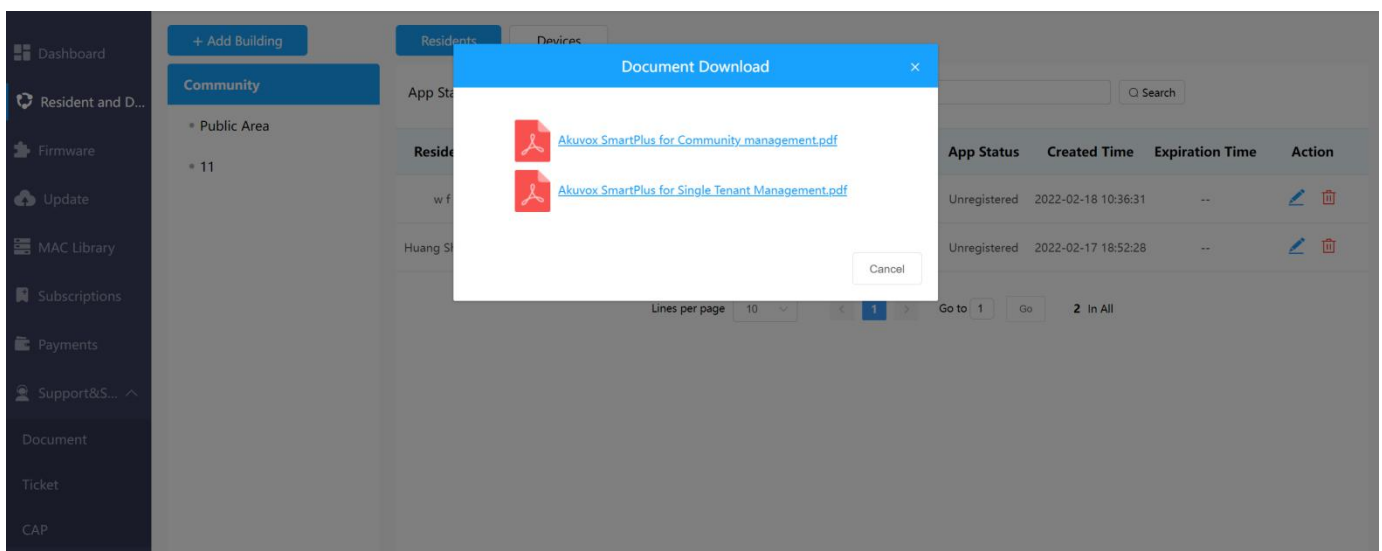 Dashboard
Resident and D...
Firmware
Update
MAC Library
Subscriptions
Payments
Support&S...
Document
Ticket
CAP
+ Add Building
Community
Public Area
11
Residents Devices
App Sta
Search
Reside App Status Created Time Expiration Time Action
w f Unregistered 2022-02-18 10:36:31 --
Huang Sh Unregistered 2022-02-17 18:52:28 --
Lines per page 10 < 1 > Go to 1 Go 2 In All
Document Download ×
Akuvox SmartPlus for Community management.pdf
Akuvox SmartPlus for Single Tenant Management.pdf
Cancel